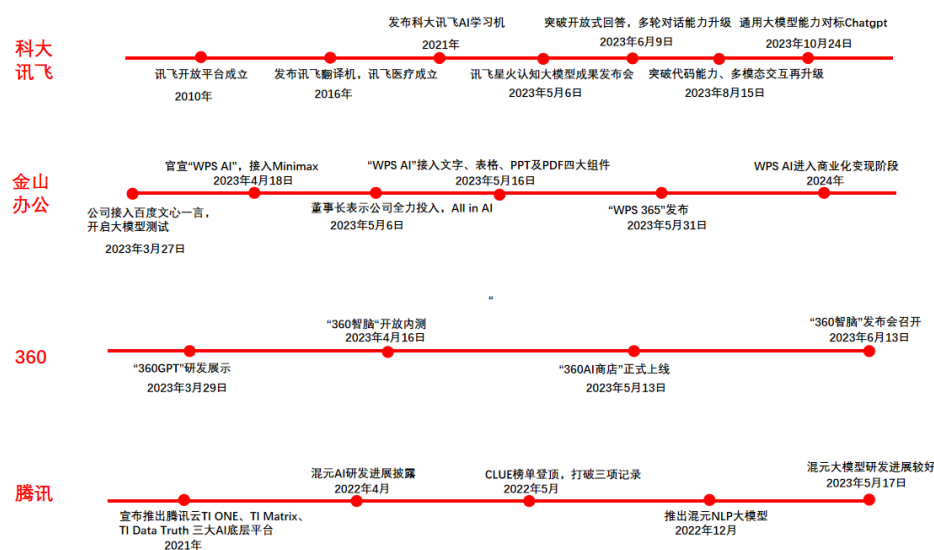 发布科大讯飞AI学习机
2021年
突破开放式回答，多轮对话能力升级
2023年6月9日
通用大模型能力对标Chatgpt
2023年10月24日
科大
讯飞
讯飞开放平台成立
2010年
发布讯飞翻译机，讯飞医疗成立
2016年
讯飞星火认知大模型成果发布会
2023年5月6日
突破代码能力、多模态交互再升级
2023年8月15日
官宣“WPS AI”，接入Minimax
2023年4月18日
“WPS AI”接入文字、表格、PPT及PDF四大组件
2023年5月16日
WPS AI进入商业化变现阶段
2024年
金山
办公
公司接入百度文心一言，
开启大模型测试
2023年3月27日
董事长表示公司全力投入，All in AI
2023年5月6日
“WPS 365”发布
2023年5月31日
“
“360智脑”开放内测
2023年4月16日
“360智脑”发布会召开
2023年6月13日
360
“360GPT”研发展示
2023年3月29日
“360AI商店”正式上线
2023年5月13日
混元AI研发进展披露
2022年4月
CLUE榜单登顶，打破三项记录
2022年5月
混元大模型研发进展较好
2023年5月17日
腾讯
宣布推出腾讯云TI ONE、TI Matrix、
TI Data Truth 三大AI底层平台
2021年
推出混元NLP大模型
2022年12月